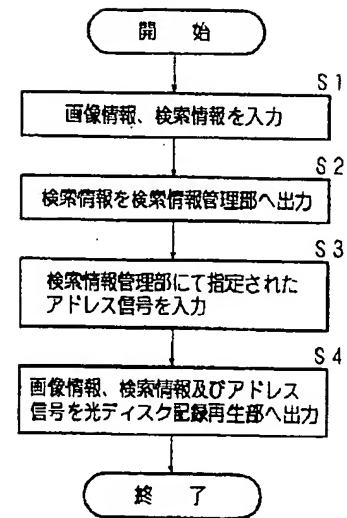 開 始
S1
画像情報、検索情報を入力
S2
検索情報を検索情報管理部へ出力
S3
検索情報管理部にて指定された
アドレス信号を入力
S4
画像情報、検索情報及びアドレス
信号を光ディスク記録再生部へ出力
終 了